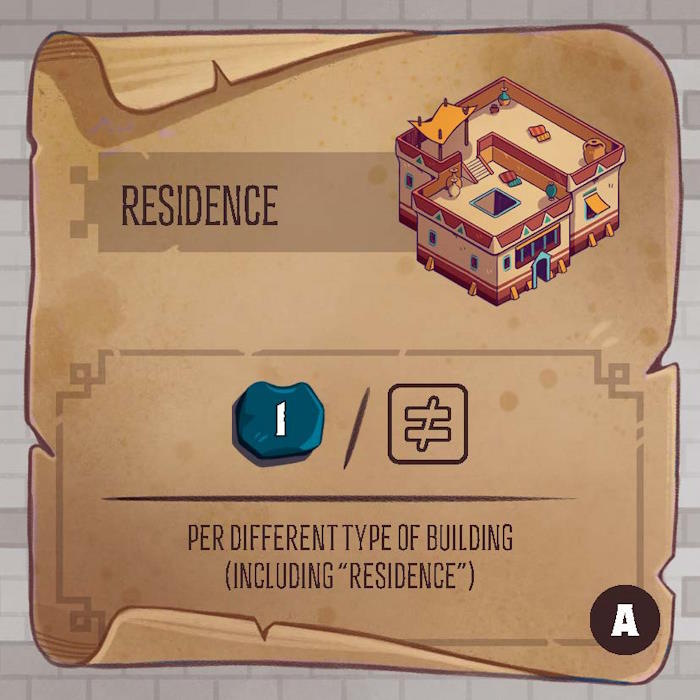 RESIDENCE
1 / ≠
PER DIFFERENT TYPE OF BUILDING
(INCLUDING “RESIDENCE”)
A